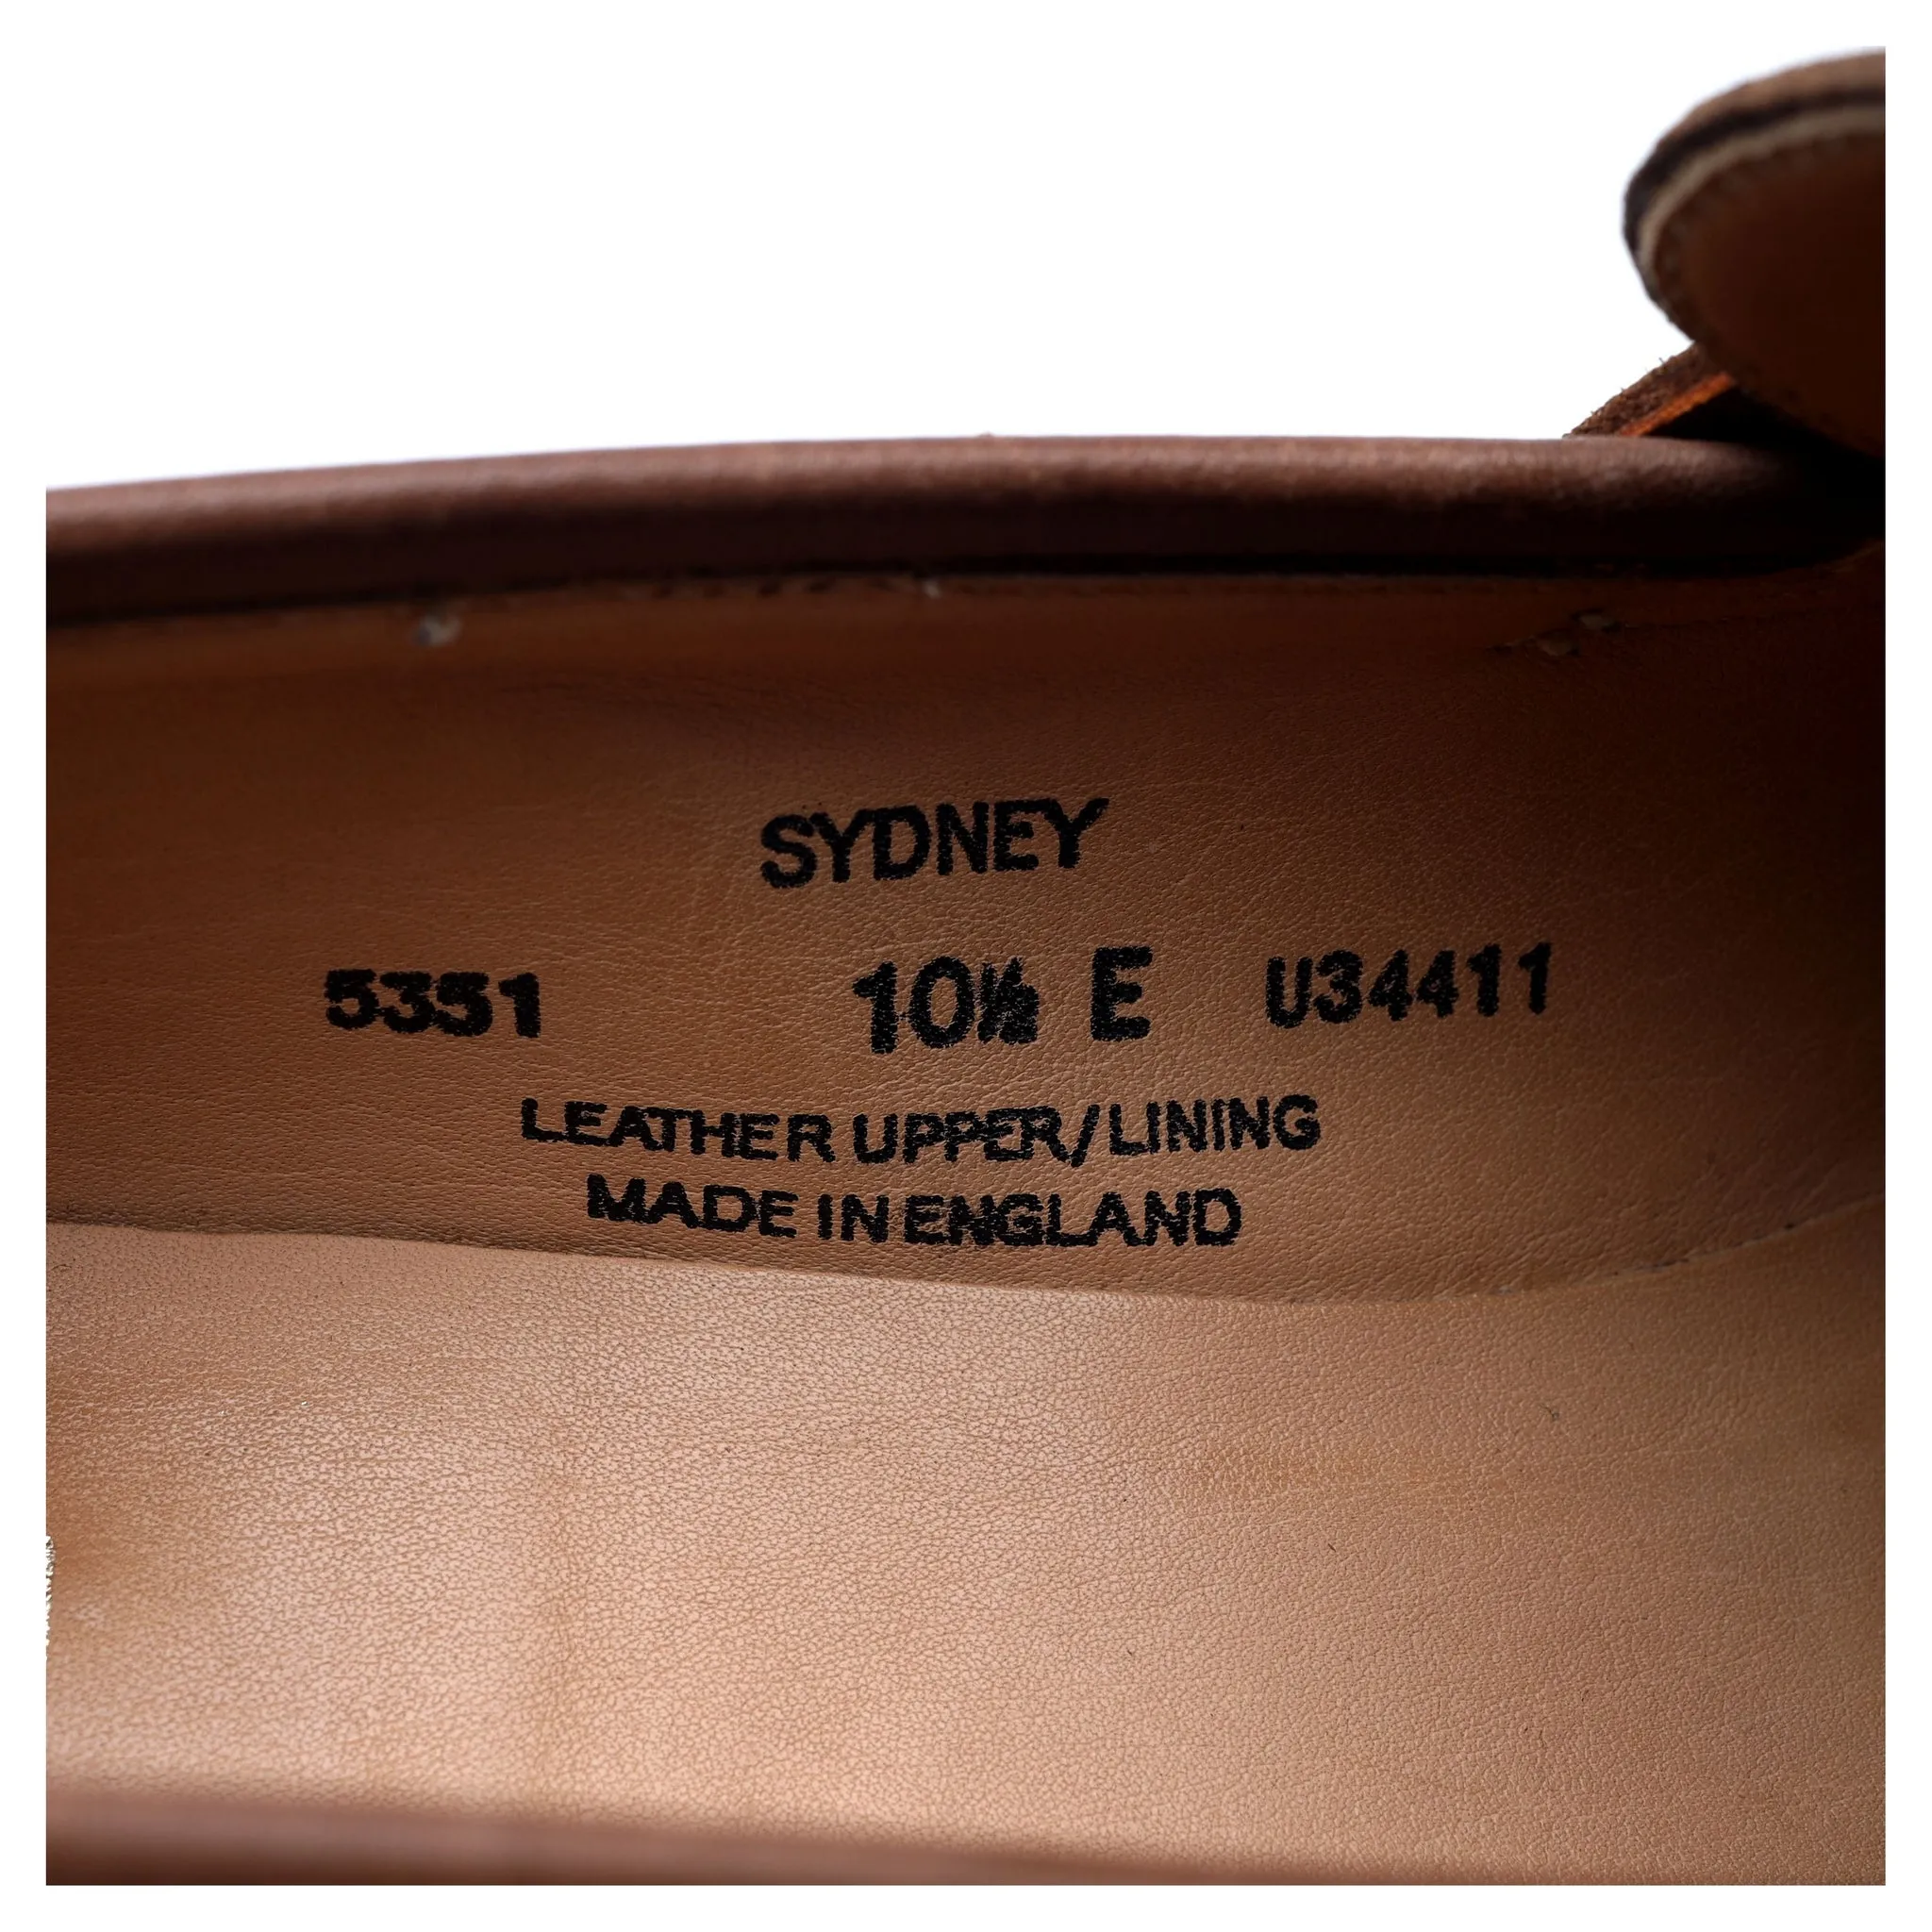 SYDNEY
5351 10½ E U34411
LEATHER UPPER/LINING
MADE IN ENGLAND